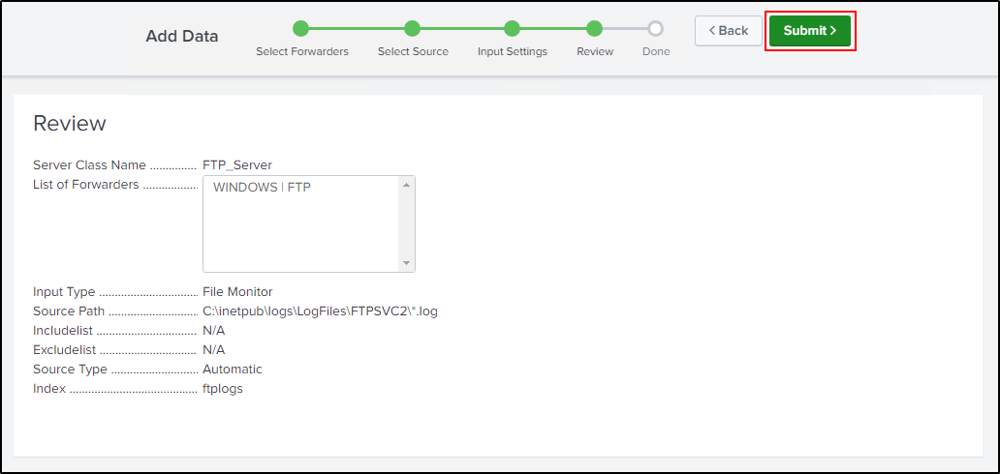 Add Data
Select Forwarders
Select Source
Input Settings
Review
Done
< Back
Submit >
Review
Server Class Name ............... FTP_Server
List of Forwarders .................. WINDOWS | FTP
Input Type ................................ File Monitor
Source Path ............................. C:\inetpub\logs\LogFiles\FTPSVC2\*.log
Includelist ................................. N/A
Excludelist ................................ N/A
Source Type ............................ Automatic
Index ......................................... ftplogs